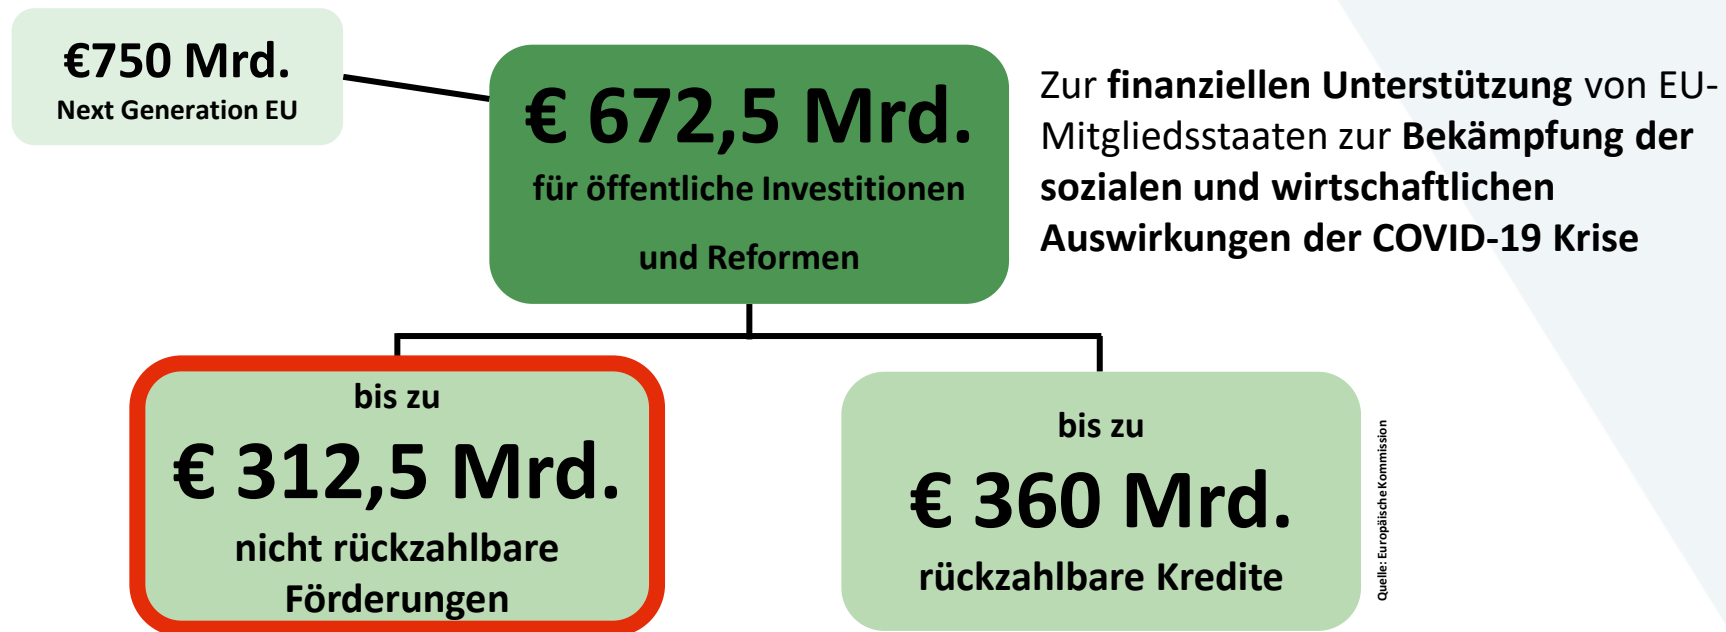 €750 Mrd.
Next Generation EU
€ 672,5 Mrd.
für öffentliche Investitionen
und Reformen
Zur finanziellen Unterstützung von EU-
Mitgliedsstaaten zur Bekämpfung der
sozialen und wirtschaftlichen
Auswirkungen der COVID-19 Krise
bis zu
€ 312,5 Mrd.
nicht rückzahlbare
Förderungen
bis zu
€ 360 Mrd.
rückzahlbare Kredite
Quelle: Europäische Kommission